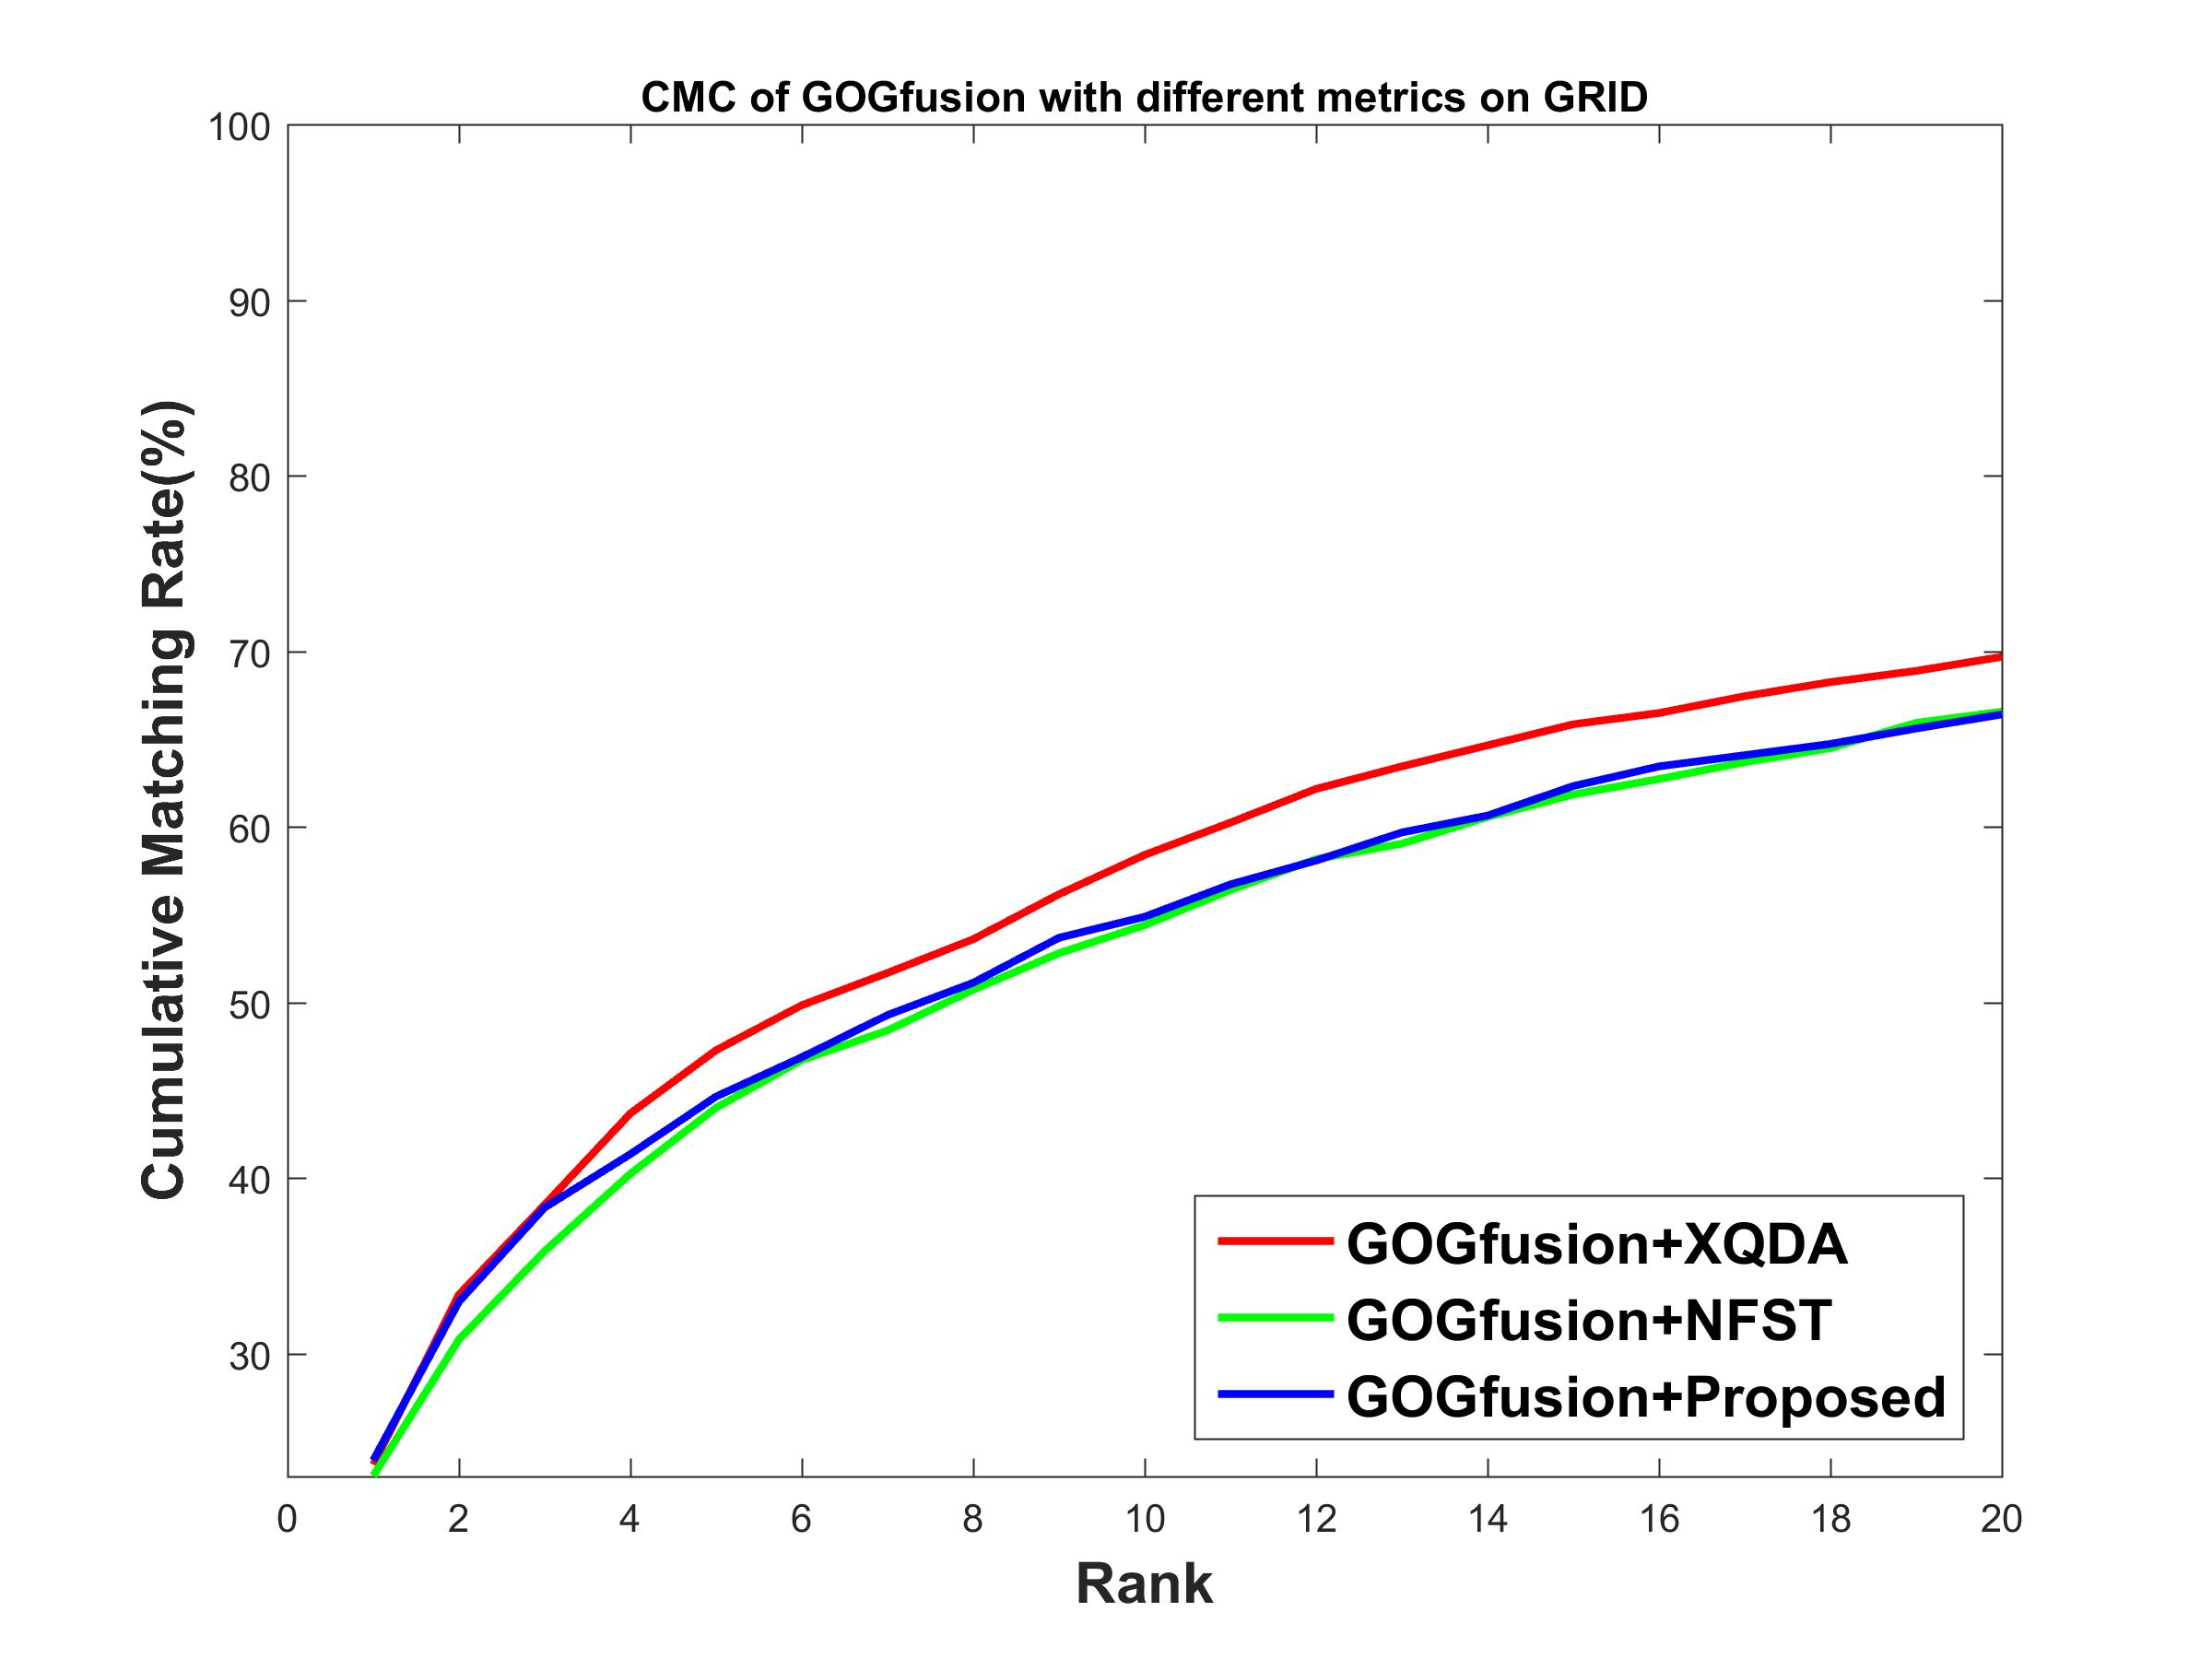 CMC of GOGfusion with different metrics on GRID
100
90
80
70
60
50
40
30
Cumulative Matching Rate(%)
GOGfusion+XQDA
GOGfusion+NFST
GOGfusion+Proposed
0 2 4 6 8 10 12 14 16 18 20
Rank